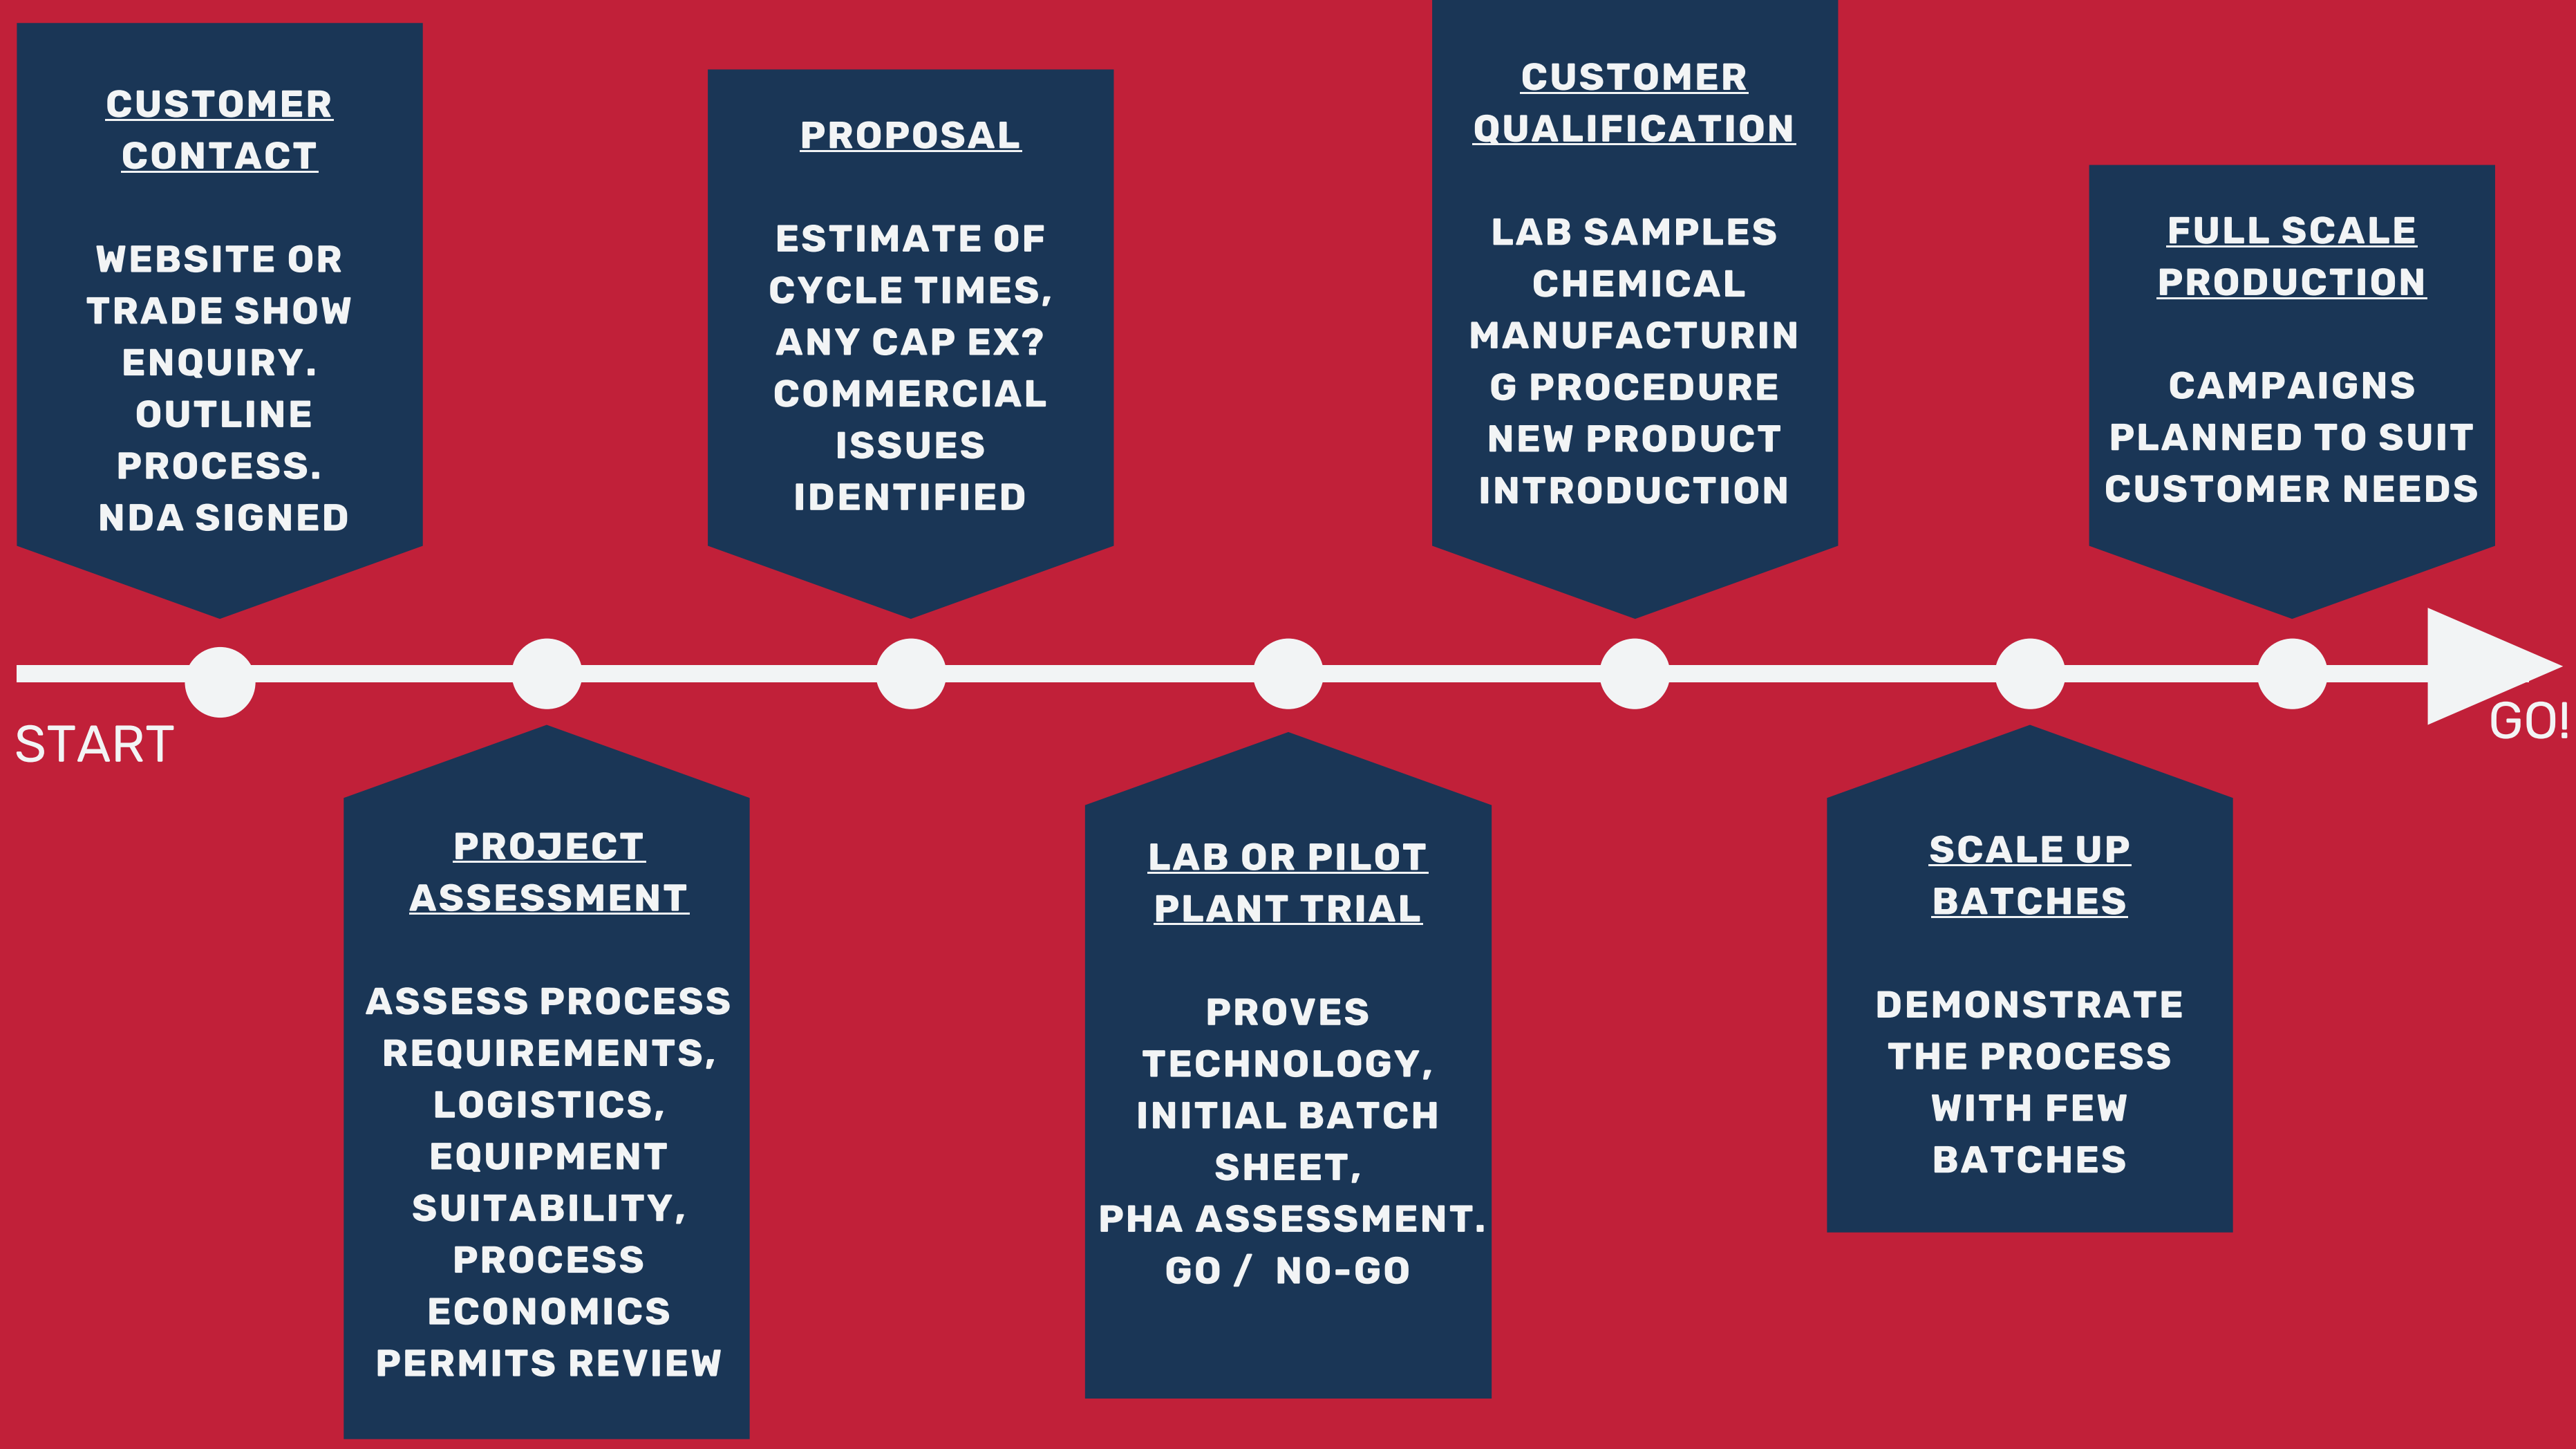 CUSTOMER
CONTACT
WEBSITE OR
TRADE SHOW
ENQUIRY.
OUTLINE
PROCESS.
NDA SIGNED
PROPOSAL
ESTIMATE OF
CYCLE TIMES,
ANY CAP EX?
COMMERCIAL
ISSUES
IDENTIFIED
CUSTOMER
QUALIFICATION
LAB SAMPLES
CHEMICAL
MANUFACTURIN
G PROCEDURE
NEW PRODUCT
INTRODUCTION
FULL SCALE
PRODUCTION
CAMPAIGNS
PLANNED TO SUIT
CUSTOMER NEEDS
START
GO!
PROJECT
ASSESSMENT
ASSESS PROCESS
REQUIREMENTS,
LOGISTICS,
EQUIPMENT
SUITABILITY,
PROCESS
ECONOMICS
PERMITS REVIEW
LAB OR PILOT
PLANT TRIAL
PROVES
TECHNOLOGY,
INITIAL BATCH
SHEET,
PHA ASSESSMENT.
GO / NO-GO
SCALE UP
BATCHES
DEMONSTRATE
THE PROCESS
WITH FEW
BATCHES